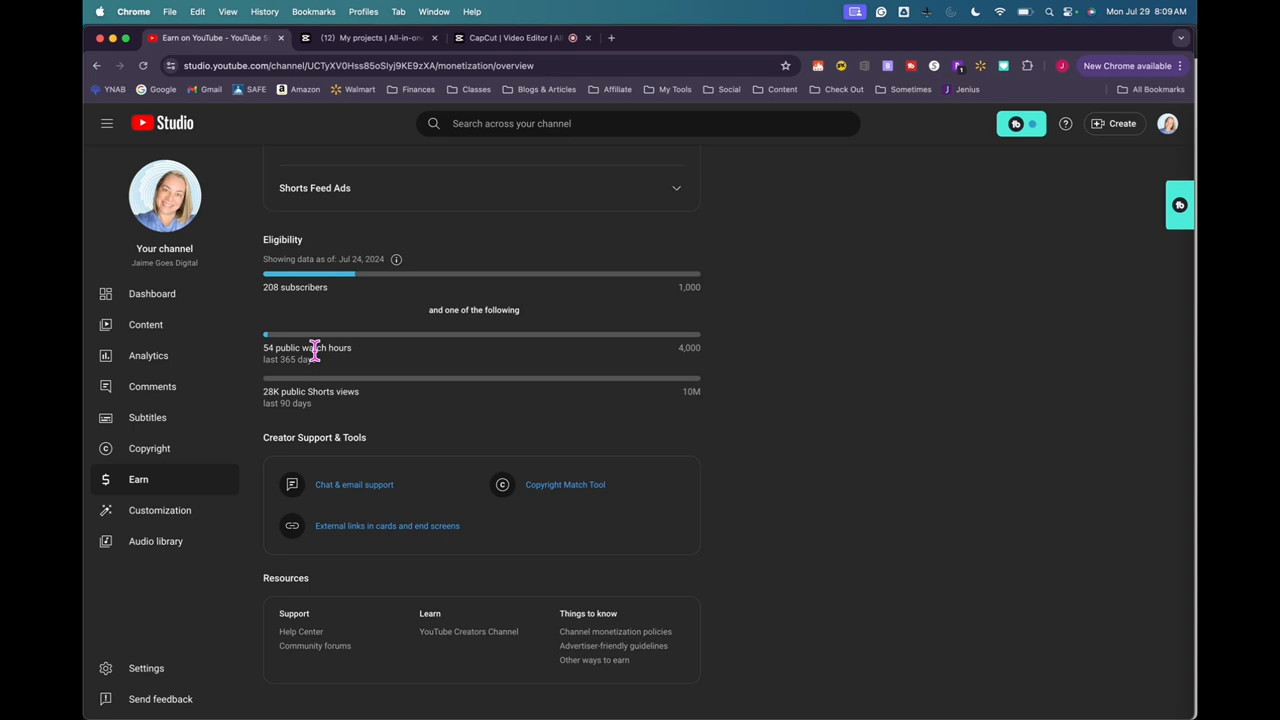 Chrome File Edit View History Bookmarks Profiles Tab Window Help Mon Jul 29 8:09 AM
Earn on YouTube - YouTube S (12) My projects | All-in-on CapCut | Video Editor | Al
studio.youtube.com/channel/UCTyXV0Hss85oSIyj9KE9zXA/monetization/overview New Chrome available
YNAB Google Gmail SAFE Amazon Walmart Finances Classes Blogs & Articles Affiliate My Tools Social Content Check Out Sometimes Jenius All Bookmarks
Studio Search across your channel Create
Your channel
Jaime Goes Digital
Dashboard
Content
Analytics
Comments
Subtitles
Copyright
Earn
Customization
Audio library
Settings
Send feedback
Shorts Feed Ads
Eligibility
Showing data as of: Jul 24, 2024
208 subscribers 1,000
and one of the following
54 public watch hours 4,000
last 365 days
28K public Shorts views 10M
last 90 days
Creator Support & Tools
Chat & email support Copyright Match Tool
External links in cards and end screens
Resources
Support Learn Things to know
Help Center YouTube Creators Channel Channel monetization policies
Community forums Advertiser-friendly guidelines
Other ways to earn